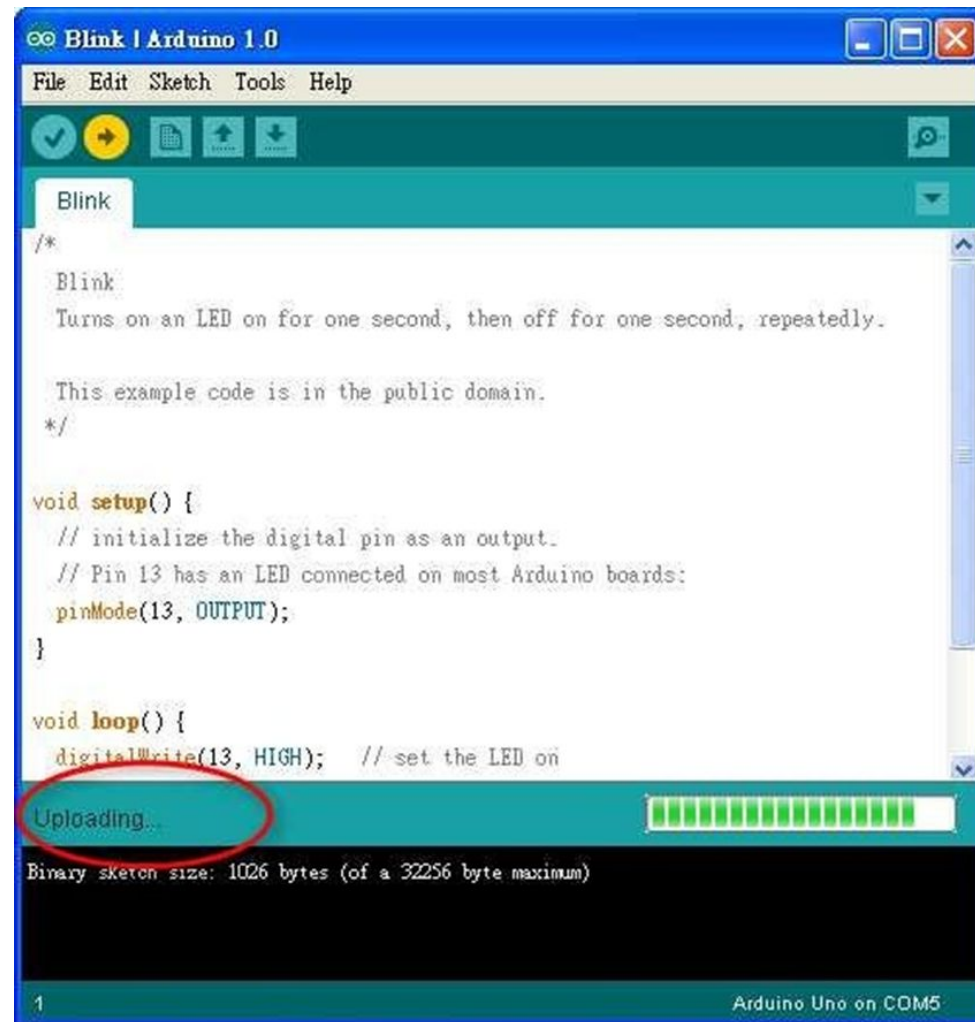 Blink | Arduino 1.0
File Edit Sketch Tools Help
Blink
/*
Blink
Turns on an LED on for one second, then off for one second, repeatedly.
This example code is in the public domain.
*/
void setup() {
// initialize the digital pin as an output.
// Pin 13 has an LED connected on most Arduino boards:
pinMode(13, OUTPUT);
}
void loop() {
digitalWrite(13, HIGH); // set the LED on
Uploading...
Binary sketch size: 1026 bytes (of a 32256 byte maximum)
1 Arduino Uno on COM5